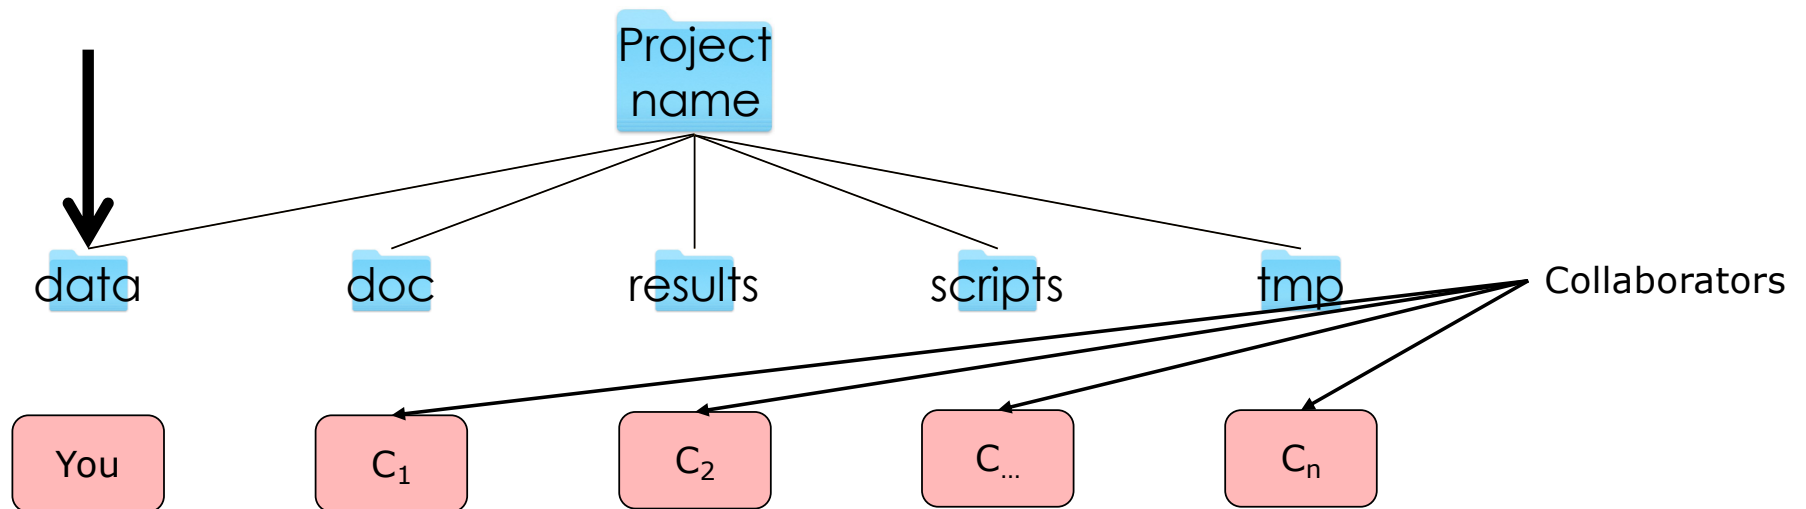 Project
name
data
doc
results
scripts
tmp
Collaborators
You
C₁
C₂
C...
Cₙ